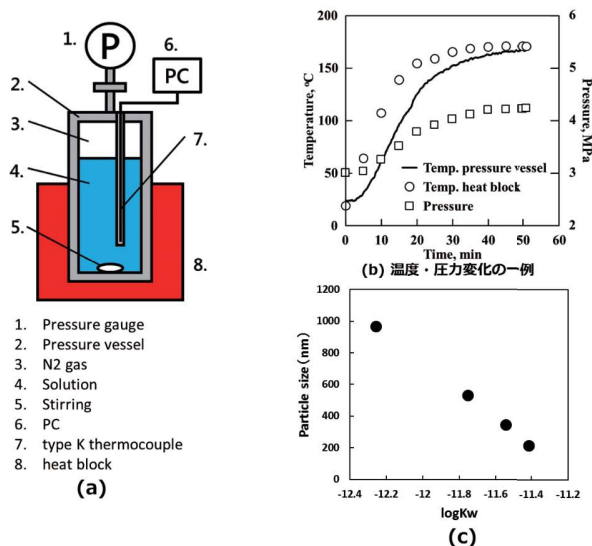 1.
P
6.
PC
2.
3.
4.
5.
7.
8.
1. Pressure gauge
2. Pressure vessel
3. N2 gas
4. Solution
5. Stirring
6. PC
7. type K thermocouple
8. heat block
(a)
200
150
100
50
0
Temperature, °C
6
5
4
3
2
Pressure, MPa
Temp. pressure vessel
Temp. heat block
Pressure
0 10 20 30 40 50 60
Time, min
(b) 温度・圧力変化の一例
1200
1000
800
600
400
200
0
Particle size (nm)
-12.4 -12.2 -12 -11.8 -11.6 -11.4 -11.2
logKw
(c)